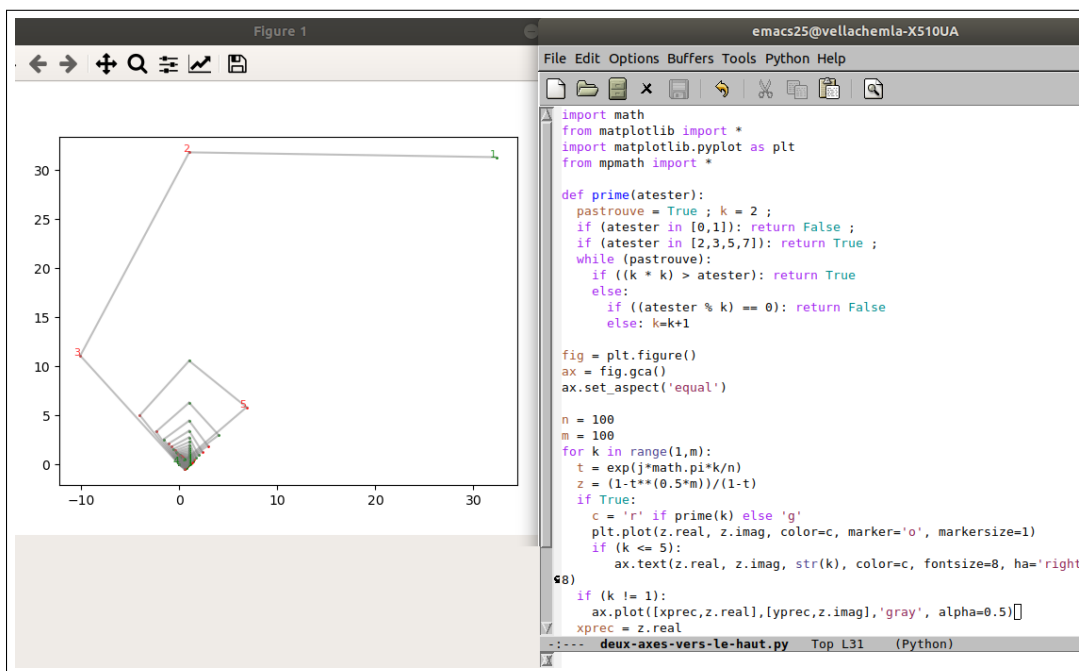 Figure 1
2
1
3
5
4
30
25
20
15
10
5
0
−10
0
10
20
30
emacs25@vellachemla-X510UA
File Edit Options Buffers Tools Python Help
import math
from matplotlib import *
import matplotlib.pyplot as plt
from mpmath import *
def prime(atester):
  pastrouve = True ; k = 2 ;
  if (atester in [0,1]): return False ;
  if (atester in [2,3,5,7]): return True ;
  while (pastrouve):
    if ((k * k) > atester): return True
    else:
      if ((atester % k) == 0): return False
      else: k=k+1
fig = plt.figure()
ax = fig.gca()
ax.set_aspect('equal')
n = 100
m = 100
for k in range(1,m):
  t = exp(j*math.pi*k/n)
  z = (1-t**(0.5*m))/(1-t)
  if True:
    c = 'r' if prime(k) else 'g'
    plt.plot(z.real, z.imag, color=c, marker='o', markersize=1)
    if (k <= 5):
      ax.text(z.real, z.imag, str(k), color=c, fontsize=8, ha='right
8)
  if (k != 1):
    ax.plot([xprec,z.real],[yprec,z.imag],'gray', alpha=0.5)
  xprec = z.real
-:--- deux-axes-vers-le-haut.py Top L31 (Python)